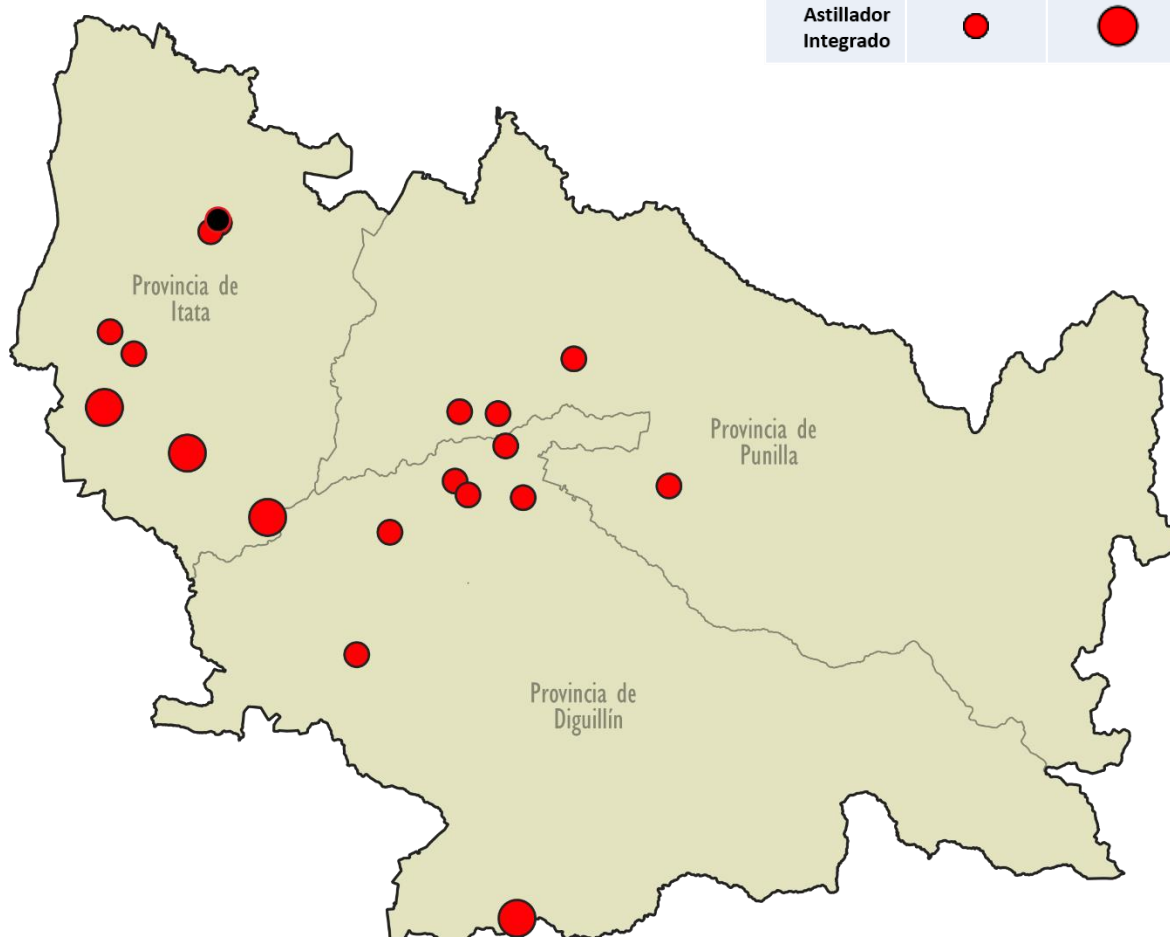 Astillador
Integrado
Provincia de
Itata
Provincia de
Punilla
Provincia de
Diguillín